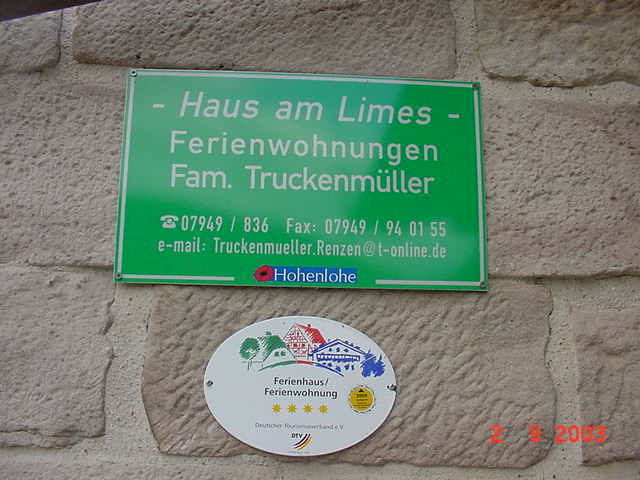 - Haus am Limes -
Ferienwohnungen
Fam. Truckenmüller
☎07949 / 836 Fax: 07949 / 94 01 55
e-mail: Truckenmueller.Renzen@t-online.de
Hohenlohe
Ferienhaus/
Ferienwohnung
Deutscher Tourismusverband e.V.
DTV
2 9 2003